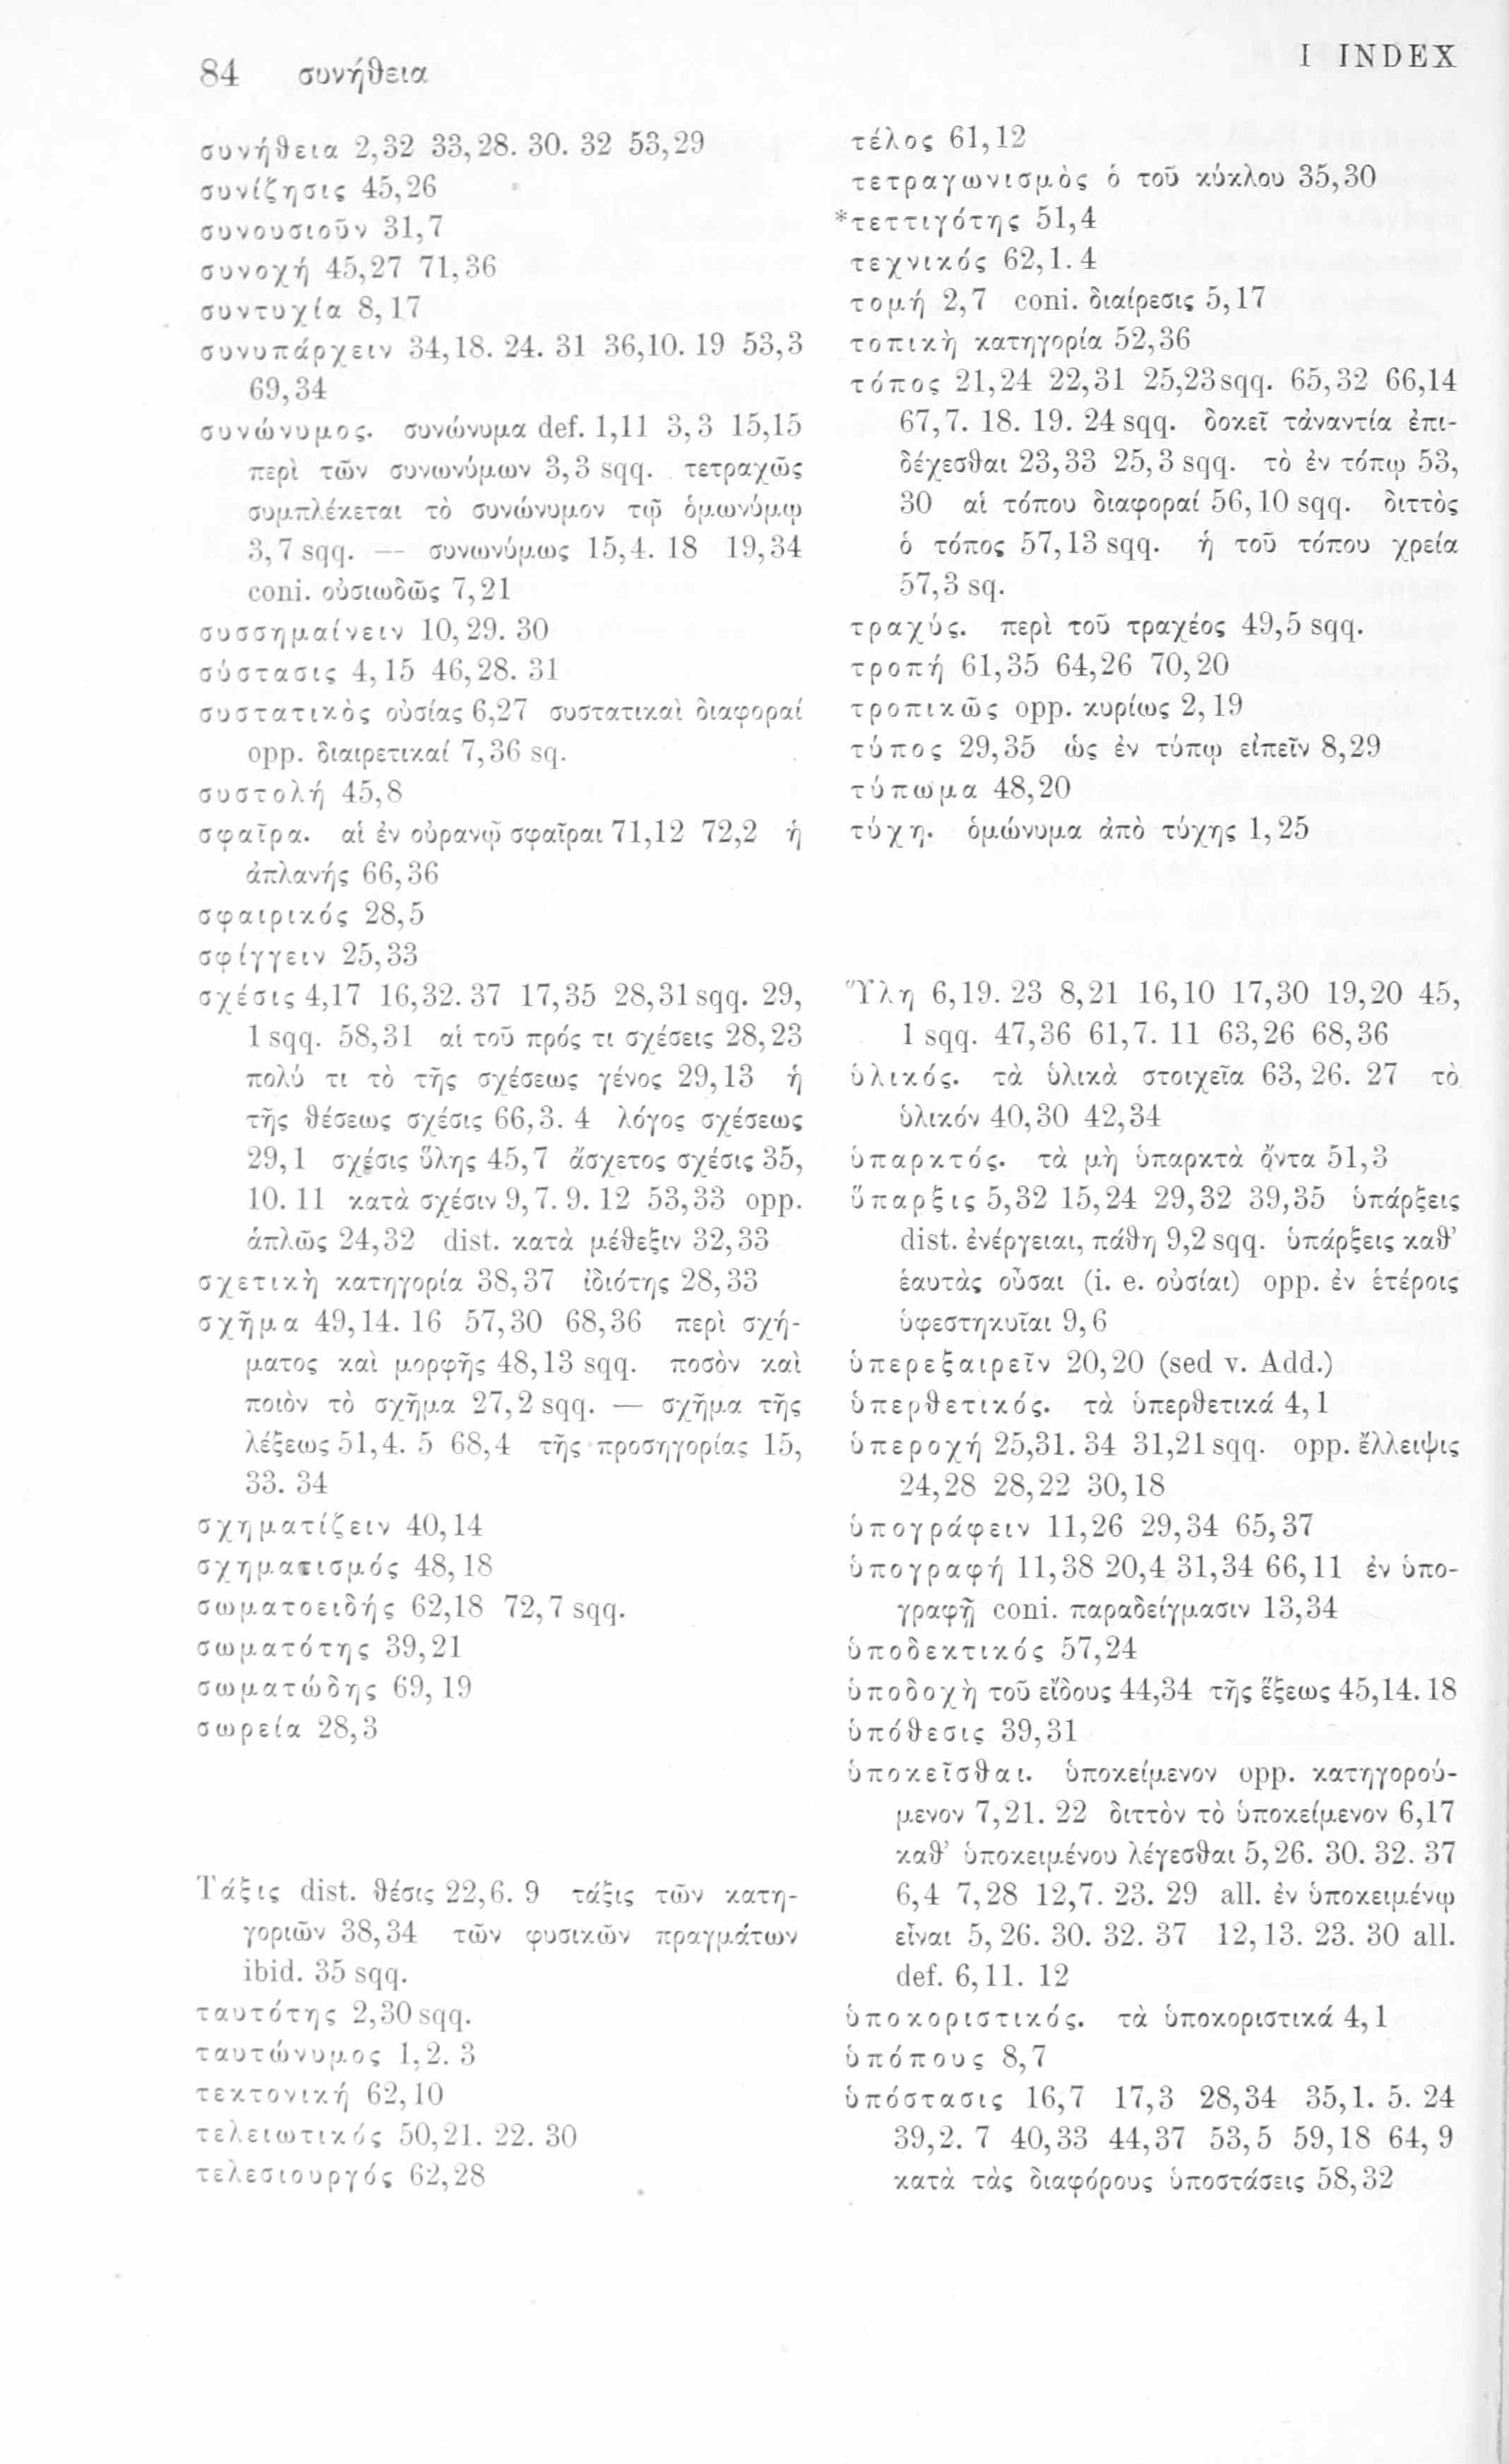 84 συνήθεια
I INDEX
συνήθεια 2,32 33,28. 30. 32 53,29
συνίζησις 45,26
συνουσιοῦν 31,7
συνοχή 45,27 71,36
συντυχία 8,17
συνυπάρχειν 34,18. 24. 31 36,10. 19 53,3
69,34
συνώνυμος. συνώνυμα def. 1,11 3,3 15,15
περὶ τῶν συνωνύμων 3,3 sqq. τετραχῶς
συμπλέκεται τὸ συνώνυμον τῷ ὁμωνύμῳ
3,7 sqq. — συνωνύμως 15,4. 18 19,34
coni. οὐσιωδῶς 7,21
συσσημαίνειν 10,29. 30
σύστασις 4,15 46,28. 31
συστατικὸς οὐσίας 6,27 συστατικαὶ διαφοραί
opp. διαιρετικαί 7,36 sq.
συστολή 45,8
σφαῖρα. αἱ ἐν οὐρανῷ σφαῖραι 71,12 72,2 ἡ
ἀπλανής 66,36
σφαιρικός 28,5
σφίγγειν 25,33
σχέσις 4,17 16,32. 37 17,35 28,31 sqq. 29,
1 sqq. 58,31 αἱ τοῦ πρός τι σχέσεις 28,23
πολύ τι τὸ τῆς σχέσεως γένος 29,13 ἡ
τῆς θέσεως σχέσις 66,3. 4 λόγος σχέσεως
29,1 σχέσις ὕλης 45,7 ἄσχετος σχέσις 35,
10. 11 κατὰ σχέσιν 9,7. 9. 12 53,33 opp.
ἁπλῶς 24,32 dist. κατὰ μέθεξιν 32,33
σχετικὴ κατηγορία 38,37 ἰδιότης 28,33
σχῆμα 49,14. 16 57,30 68,36 περὶ σχή-
ματος καὶ μορφῆς 48,13 sqq. ποσὸν καὶ
ποιὸν τὸ σχῆμα 27,2 sqq. — σχῆμα τῆς
λέξεως 51,4. 5 68,4 τῆς προσηγορίας 15,
33. 34
σχηματίζειν 40,14
σχηματισμός 48,18
σωματοειδής 62,18 72,7 sqq.
σωματότης 39,21
σωματώδης 69,19
σωρεία 28,3
Τάξις dist. θέσις 22,6. 9 τάξις τῶν κατη-
γοριῶν 38,34 τῶν φυσικῶν πραγμάτων
ibid. 35 sqq.
ταυτότης 2,30 sqq.
ταυτώνυμος 1,2. 3
τεκτονική 62,10
τελειωτικός 50,21. 22. 30
τελεσιουργός 62,28
τέλος 61,12
τετραγωνισμὸς ὁ τοῦ κύκλου 35,30
*τεττιγότης 51,4
τεχνικός 62,1. 4
τομή 2,7 coni. διαίρεσις 5,17
τοπικὴ κατηγορία 52,36
τόπος 21,24 22,31 25,23 sqq. 65,32 66,14
67,7. 18. 19. 24 sqq. δοκεῖ τἀναντία ἐπι-
δέχεσθαι 23,33 25,3 sqq. τὸ ἐν τόπῳ 53,
30 αἱ τόπου διαφοραί 56,10 sqq. διττὸς
ὁ τόπος 57,13 sqq. ἡ τοῦ τόπου χρεία
57,3 sq.
τραχύς. περὶ τοῦ τραχέος 49,5 sqq.
τροπή 61,35 64,26 70,20
τροπικῶς opp. κυρίως 2,19
τύπος 29,35 ὡς ἐν τύπῳ εἰπεῖν 8,29
τύπωμα 48,20
τύχη. ὁμώνυμα ἀπὸ τύχης 1,25
Ὕλη 6,19. 23 8,21 16,10 17,30 19,20 45,
1 sqq. 47,36 61,7. 11 63,26 68,36
ὑλικός. τὰ ὑλικὰ στοιχεῖα 63,26. 27 τὸ
ὑλικόν 40,30 42,34
ὑπαρκτός. τὰ μὴ ὑπαρκτὰ ὄντα 51,3
ὕπαρξις 5,32 15,24 29,32 39,35 ὑπάρξεις
dist. ἐνέργειαι, πάθη 9,2 sqq. ὑπάρξεις καθ’
ἑαυτὰς οὖσαι (i. e. οὐσίαι) opp. ἐν ἑτέροις
ὑφεστηκυῖαι 9,6
ὑπερεξαιρεῖν 20,20 (sed v. Add.)
ὑπερθετικός. τὰ ὑπερθετικά 4,1
ὑπεροχή 25,31. 34 31,21 sqq. opp. ἔλλειψις
24,28 28,22 30,18
ὑπογράφειν 11,26 29,34 65,37
ὑπογραφή 11,38 20,4 31,34 66,11 ἐν ὑπο-
γραφῇ coni. παραδείγμασιν 13,34
ὑποδεκτικός 57,24
ὑποδοχὴ τοῦ εἴδους 44,34 τῆς ἕξεως 45,14. 18
ὑπόθεσις 39,31
ὑποκεῖσθαι. ὑποκείμενον opp. κατηγορού-
μενον 7,21. 22 διττὸν τὸ ὑποκείμενον 6,17
καθ’ ὑποκειμένου λέγεσθαι 5,26. 30. 32. 37
6,4 7,28 12,7. 23. 29 all. ἐν ὑποκειμένῳ
εἶναι 5,26. 30. 32. 37 12,13. 23. 30 all.
def. 6,11. 12
ὑποκοριστικός. τὰ ὑποκοριστικά 4,1
ὑπόπους 8,7
ὑπόστασις 16,7 17,3 28,34 35,1. 5. 24
39,2. 7 40,33 44,37 53,5 59,18 64,9
κατὰ τὰς διαφόρους ὑποστάσεις 58,32